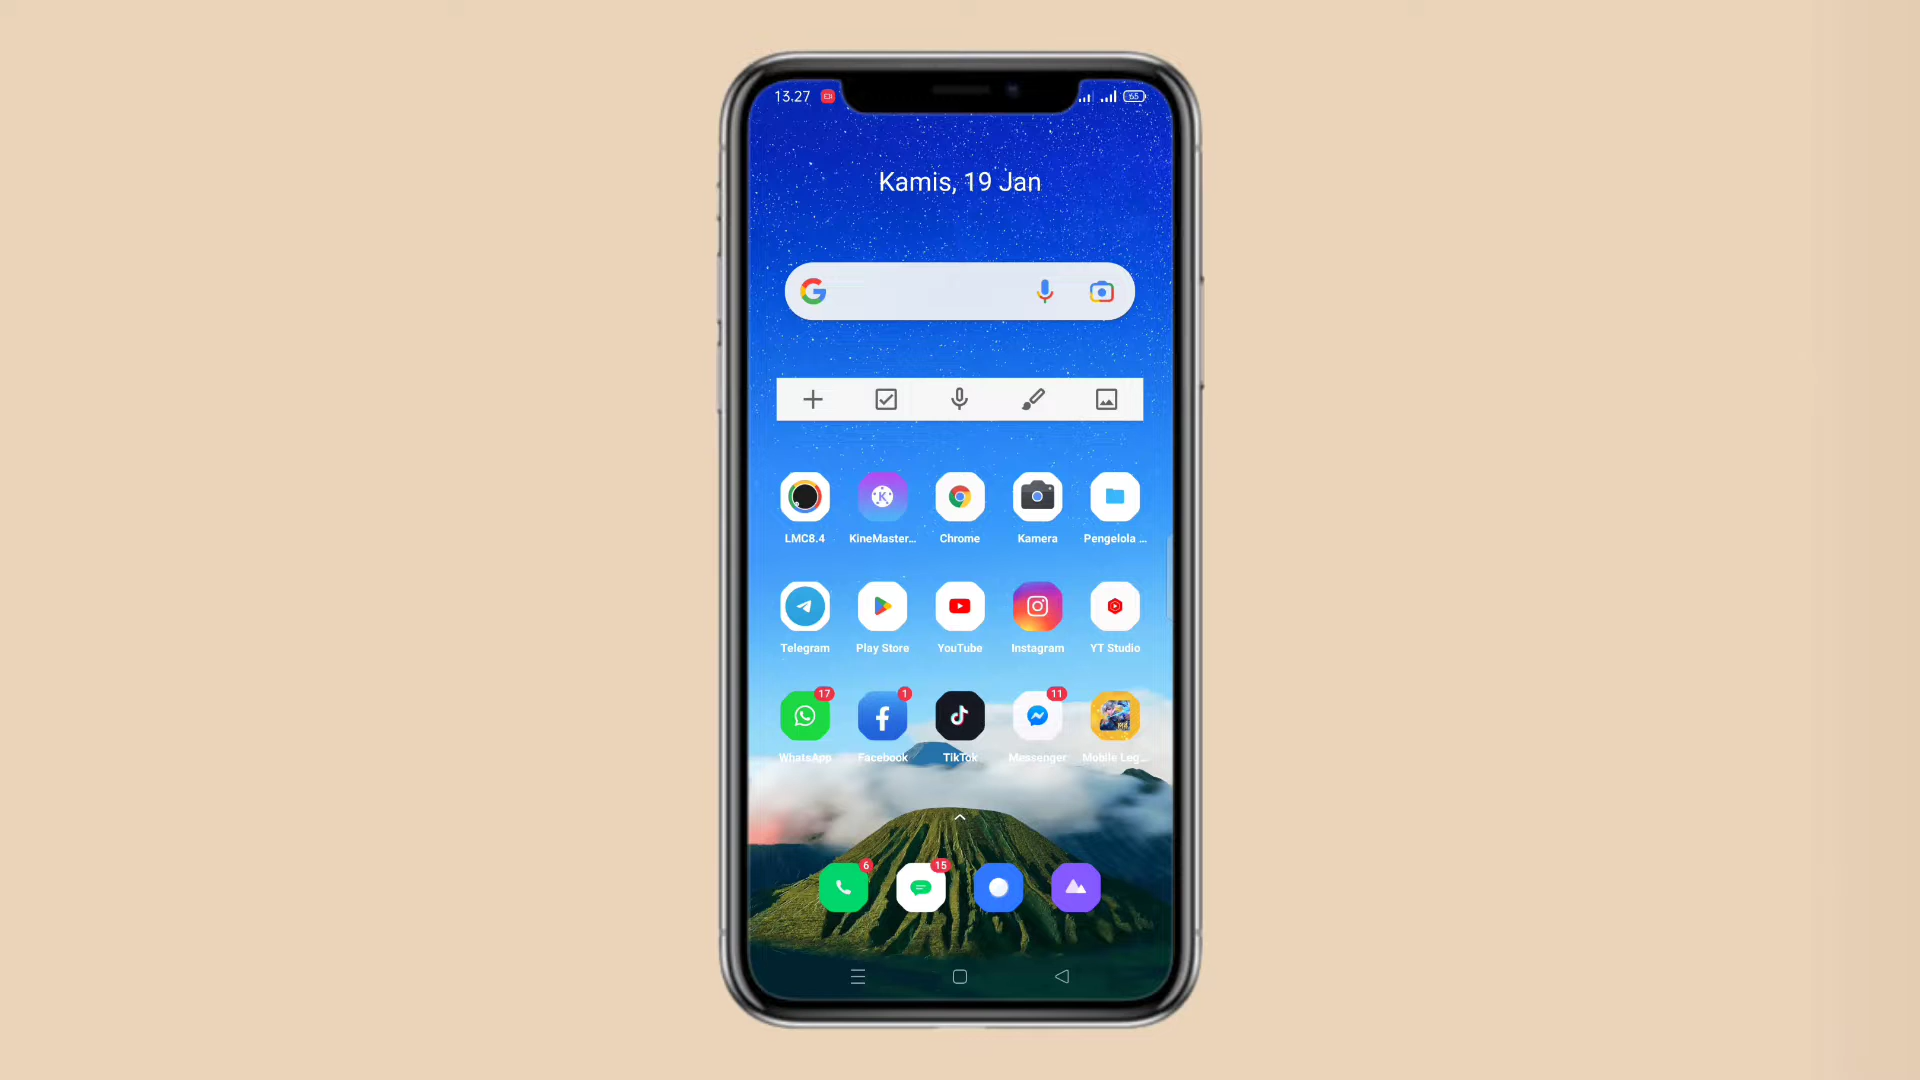 13.27
55
Kamis, 19 Jan
LMC8.4 KineMaster... Chrome Kamera Pengelola ...
Telegram Play Store YouTube Instagram YT Studio
17 1 11
WhatsApp Facebook TikTok Messenger Mobile Leg...
6 15